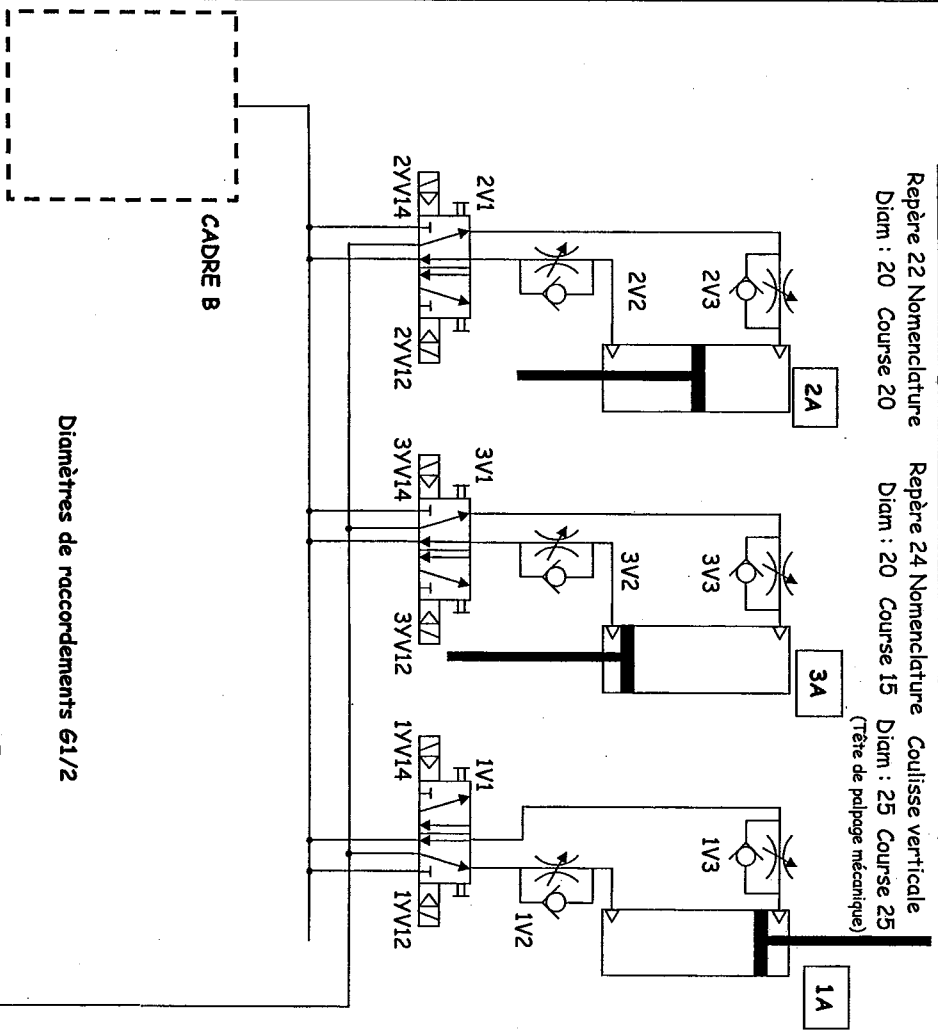 Repère 22 Nomenclature
Diam : 20 Course 20
Repère 24 Nomenclature
Diam : 20 Course 15
Coulisse verticale
Diam : 25 Course 25
(Tête de palpage mécanique)
2A
3A
1A
2V3
3V3
1V3
2V2
3V2
1V2
2V1
3V1
1V1
2YV14
2YV12
3YV14
3YV12
1YV14
1YV12
CADRE B
Diamètres de raccordements G1/2